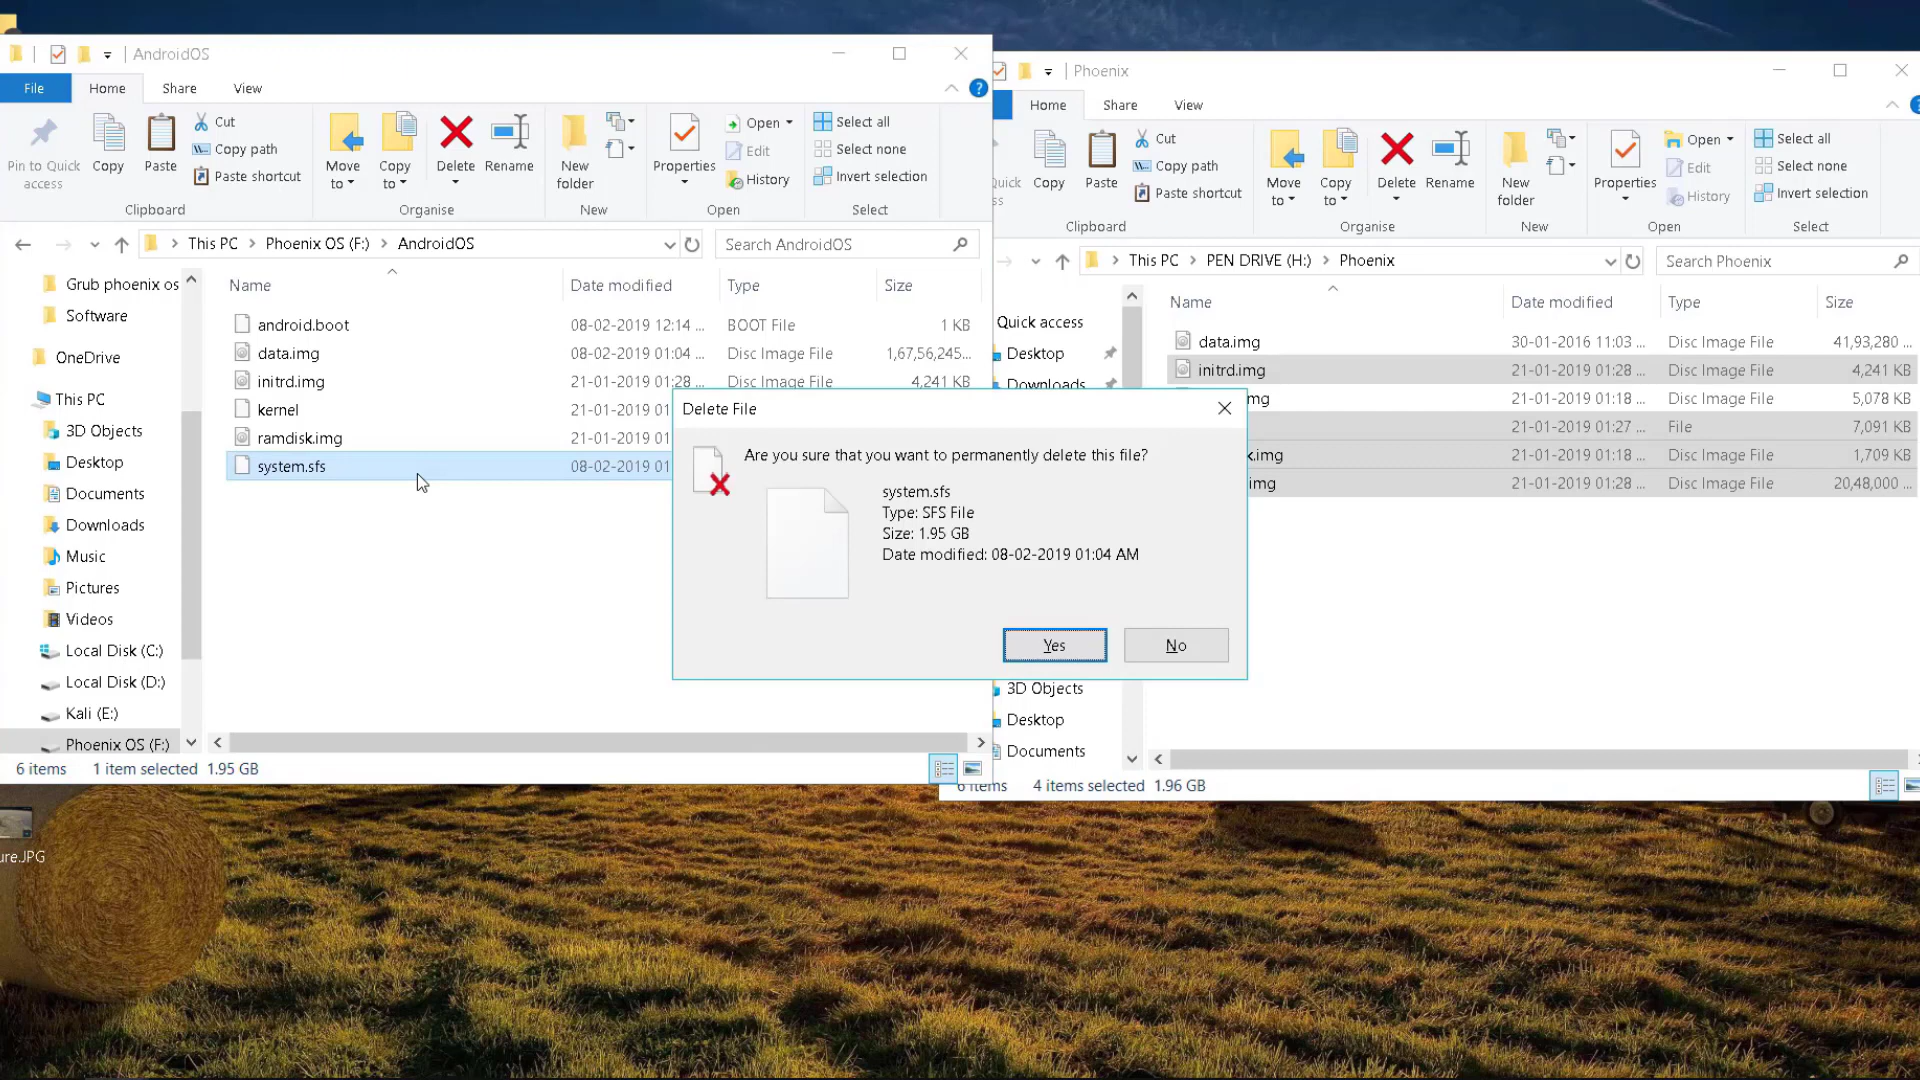 AndroidOS
File
Home
Share
View
Pin to Quick
access
Copy
Paste
Cut
Copy path
Paste shortcut
Clipboard
Move
to
Copy
to
Delete
Rename
Organise
New
folder
New
Properties
Open
Edit
History
Open
Select all
Select none
Invert selection
Select
This PC
Phoenix OS (F:)
AndroidOS
Search AndroidOS
Grub phoenix os
Software
OneDrive
This PC
3D Objects
Desktop
Documents
Downloads
Music
Pictures
Videos
Local Disk (C:)
Local Disk (D:)
Kali (E:)
Phoenix OS (F:)
Name Date modified Type Size
android.boot 08-02-2019 12:14 ... BOOT File 1 KB
data.img 08-02-2019 01:04 ... Disc Image File 1,67,56,245...
initrd.img 21-01-2019 01:28 ... Disc Image File 4,241 KB
kernel 21-01-2019 01
ramdisk.img 21-01-2019 01
system.sfs 08-02-2019 01
6 items 1 item selected 1.95 GB
Phoenix
Home
Share
View
Quick
ss
Copy
Paste
Cut
Copy path
Paste shortcut
Clipboard
Move
to
Copy
to
Delete
Rename
Organise
New
folder
New
Properties
Open
Edit
History
Open
Select all
Select none
Invert selection
Select
This PC
PEN DRIVE (H:)
Phoenix
Search Phoenix
Quick access
Desktop
Downloads
3D Objects
Desktop
Documents
Name Date modified Type Size
data.img 30-01-2016 11:03 ... Disc Image File 41,93,280 ...
initrd.img 21-01-2019 01:28 ... Disc Image File 4,241 KB
mg 21-01-2019 01:18 ... Disc Image File 5,078 KB
21-01-2019 01:27 ... File 7,091 KB
k.img 21-01-2019 01:18 ... Disc Image File 1,709 KB
img 21-01-2019 01:28 ... Disc Image File 20,48,000 ...
6 items 4 items selected 1.96 GB
Delete File
Are you sure that you want to permanently delete this file?
system.sfs
Type: SFS File
Size: 1.95 GB
Date modified: 08-02-2019 01:04 AM
Yes
No
ure.JPG